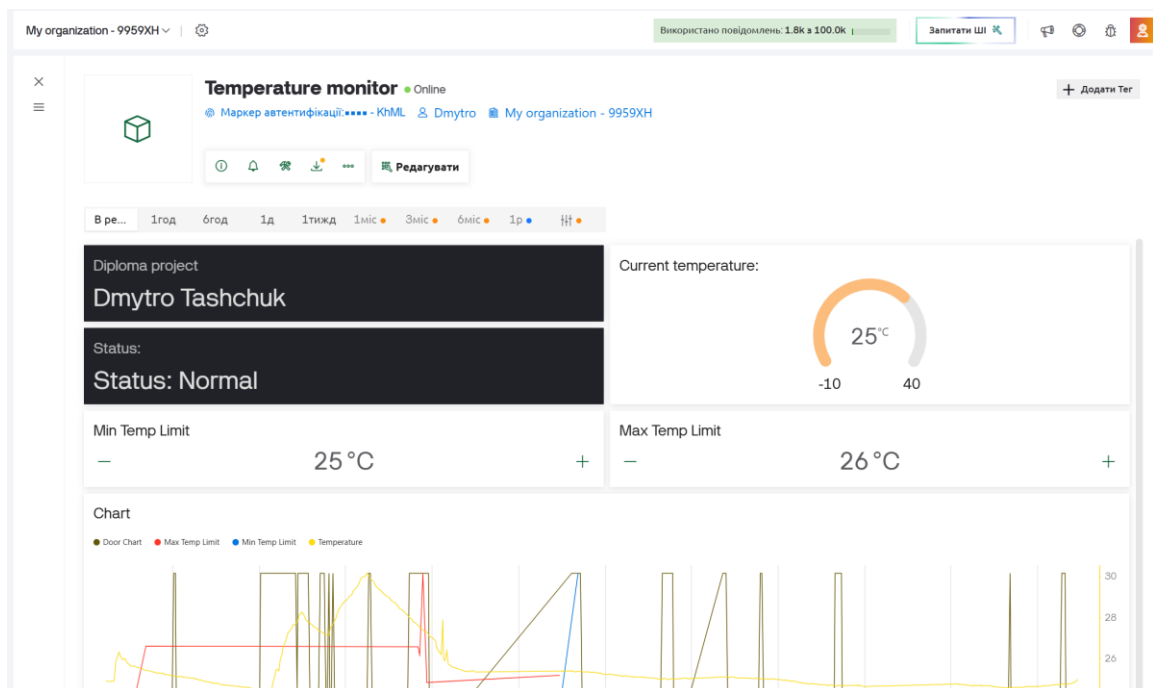 My organization - 9959XH
Використано повідомлень: 1.8k з 100.0k
Запитати ШІ
Temperature monitor Online
Маркер автентифікації:•••• - KhML Dmytro My organization - 9959XH
+ Додати Тег
Редагувати
В ре... 1год 6год 1д 1тижд 1міс 3міс 6міс 1р
Diploma project
Dmytro Tashchuk
Status:
Status: Normal
Current temperature:
25°C
-10 40
Min Temp Limit
− 25 °C +
Max Temp Limit
− 26 °C +
Chart
Door Chart Max Temp Limit Min Temp Limit Temperature
30
28
26